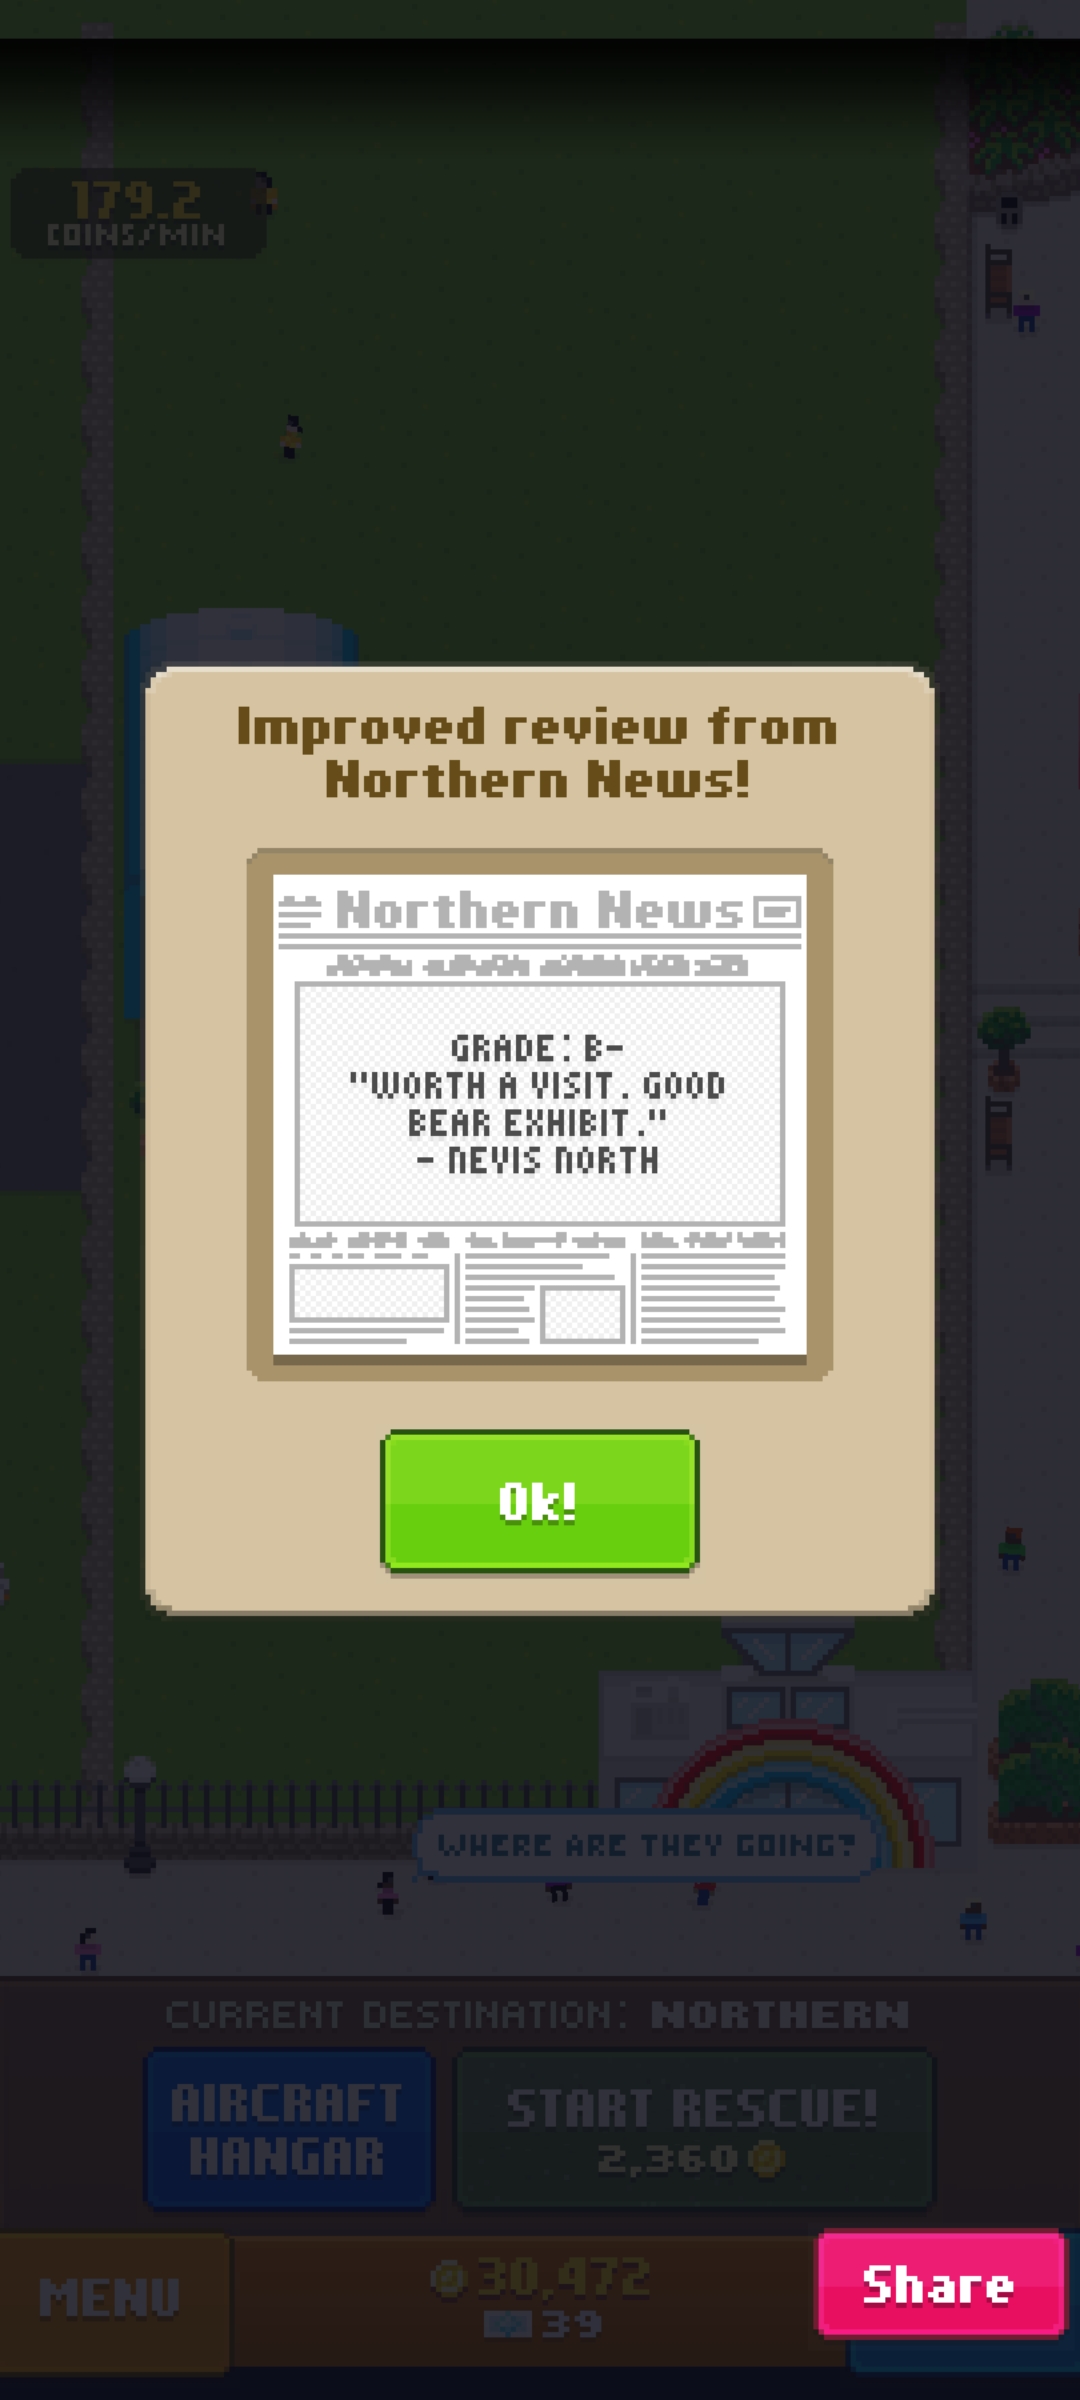 179.2
COINS/MIN
Improved review from
Northern News!
Northern News
GRADE: B-
"WORTH A VISIT. GOOD
BEAR EXHIBIT."
- NEVIS NORTH
Ok!
WHERE ARE THEY GOING?
CURRENT DESTINATION: NORTHERN
AIRCRAFT
HANGAR
START RESCUE!
2,360
MENU
30,472
39
Share